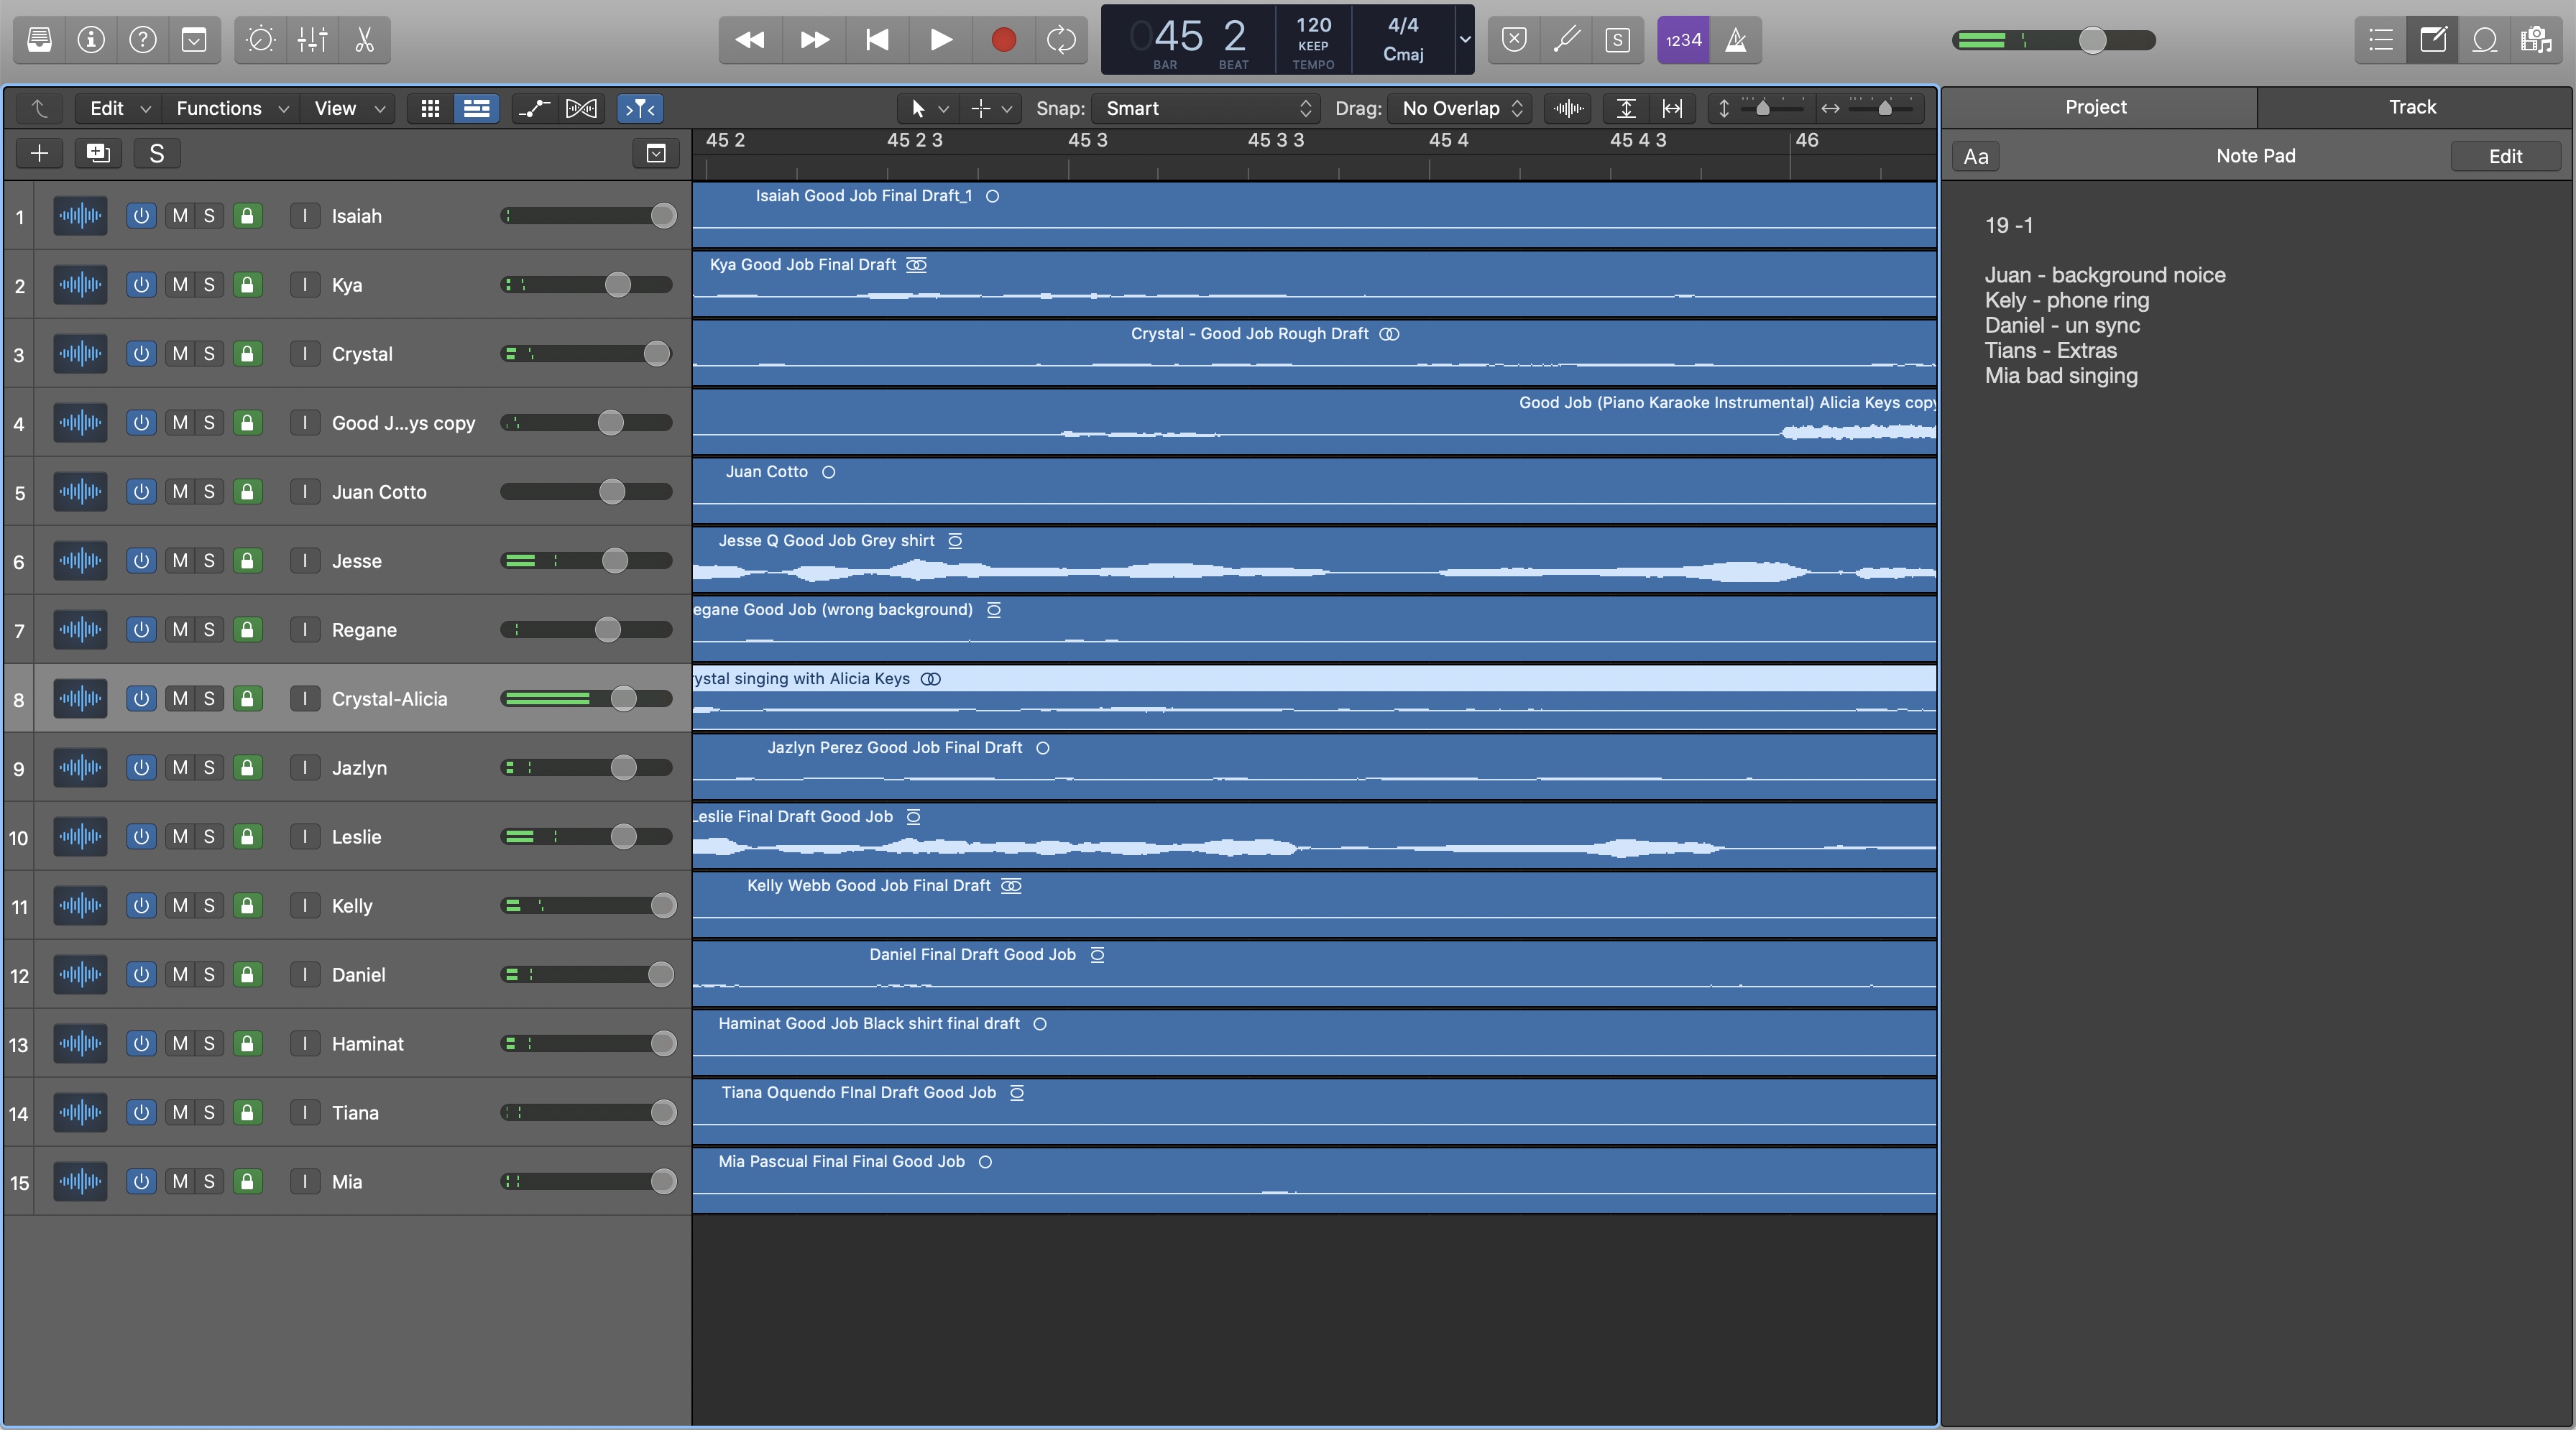 045 2
BAR BEAT
120
KEEP
TEMPO
4/4
Cmaj
S
1234
Edit Functions View
Snap: Smart
Drag: No Overlap
Project Track
S
45 2 45 2 3 45 3 45 3 3 45 4 45 4 3 46
Aa Note Pad Edit
1 M S I Isaiah
Isaiah Good Job Final Draft_1
2 M S I Kya
Kya Good Job Final Draft
3 M S I Crystal
Crystal - Good Job Rough Draft
4 M S I Good J...ys copy
Good Job (Piano Karaoke Instrumental) Alicia Keys copy
5 M S I Juan Cotto
Juan Cotto
6 M S I Jesse
Jesse Q Good Job Grey shirt
7 M S I Regane
egane Good Job (wrong background)
8 M S I Crystal-Alicia
rystal singing with Alicia Keys
9 M S I Jazlyn
Jazlyn Perez Good Job Final Draft
10 M S I Leslie
Leslie Final Draft Good Job
11 M S I Kelly
Kelly Webb Good Job Final Draft
12 M S I Daniel
Daniel Final Draft Good Job
13 M S I Haminat
Haminat Good Job Black shirt final draft
14 M S I Tiana
Tiana Oquendo FInal Draft Good Job
15 M S I Mia
Mia Pascual Final Final Good Job
19 -1
Juan - background noice
Kely - phone ring
Daniel - un sync
Tians - Extras
Mia bad singing